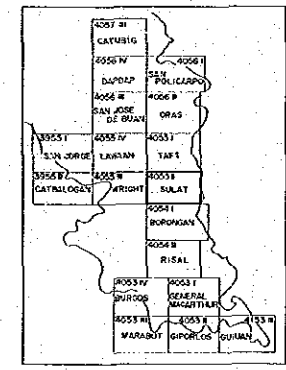 4057 III
CATUBIG
4056 IV
4056 I
DAPDAP
SAN POLICARPO
4056 III
4056 II
SAN JOSE DE BUAN
ORAS
3955 I
4055 IV
4055 I
SAN JORGE
LAWAAN
TAFT
3955 II
4055 III
4055 II
CATBALOGAN
WRIGHT
SULAT
4054 I
BORONGAN
4054 II
RISAL
4053 IV
4053 I
BURGOS
GENERAL MACARTHUR
4053 III
4053 II
4153 III
MARABUT
GIPORLOS
GUIUAN